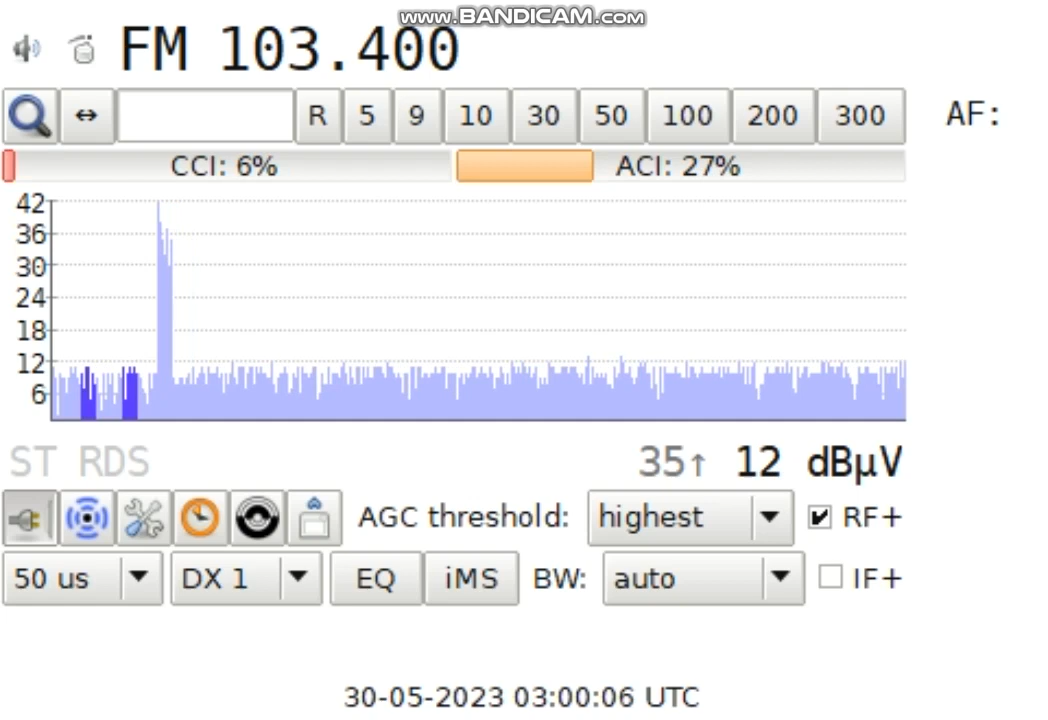 www.BANDICAM.com
FM 103.400
R 5 9 10 30 50 100 200 300 AF:
CCI: 6% ACI: 27%
42
36
30
24
18
12
6
ST RDS 35↑ 12 dBµV
AGC threshold: highest RF+
50 us DX 1 EQ iMS BW: auto IF+
30-05-2023 03:00:06 UTC